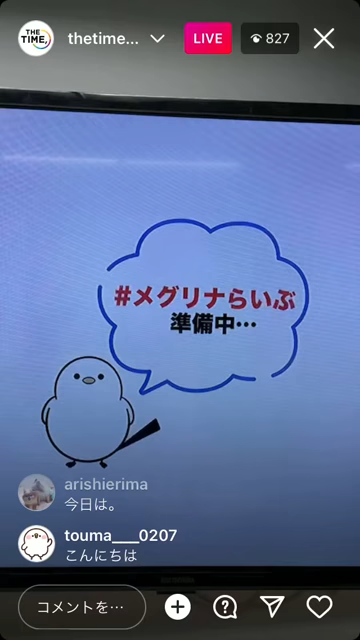 THE
TIME,
thetime...
LIVE
827
#メグリナらいぶ
準備中…
arishierima
今日は。
touma___0207
こんにちは
コメントを…